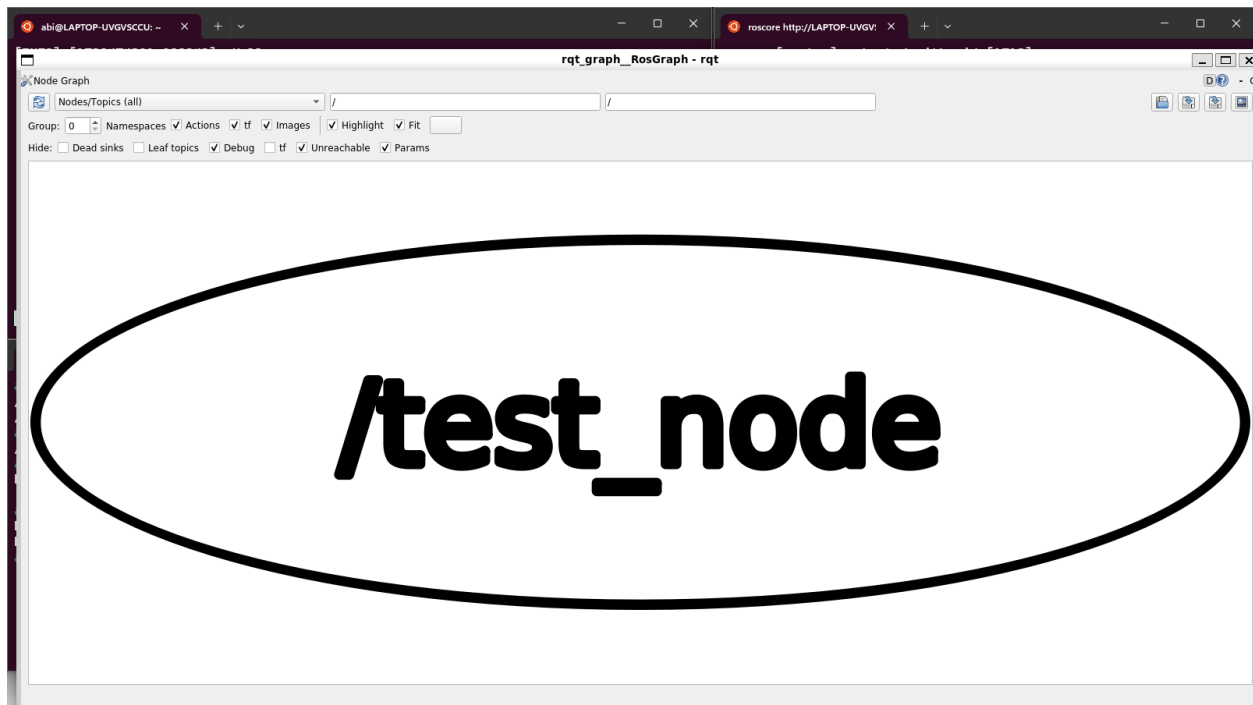 abi@LAPTOP-UVGVSCCU: ~
roscore http://LAPTOP-UVGV:
rqt_graph__RosGraph - rqt
Node Graph
D
Nodes/Topics (all)
/
/
Group: 0 Namespaces Actions tf Images Highlight Fit
Hide: Dead sinks Leaf topics Debug tf Unreachable Params
/test_node